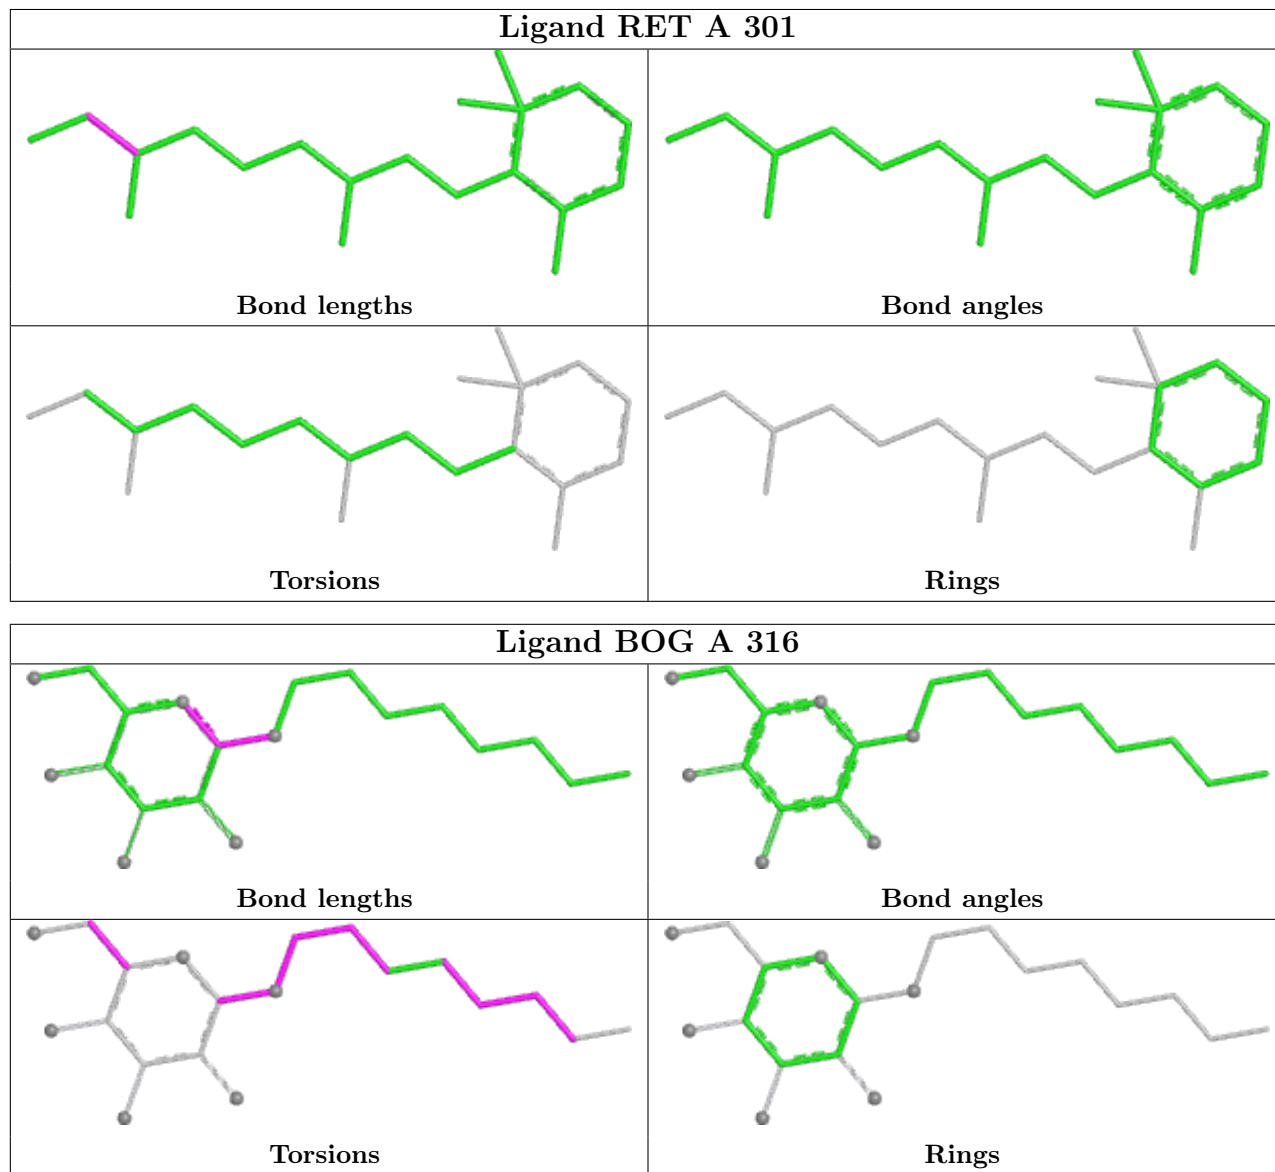 Ligand RET A 301
Bond lengths
Bond angles
Torsions
Rings
Ligand BOG A 316
Bond lengths
Bond angles
Torsions
Rings